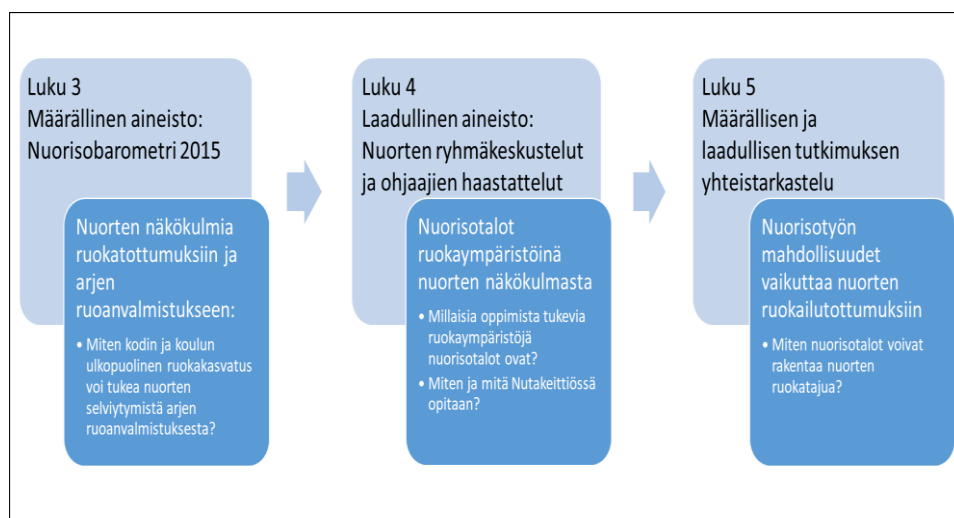 Luku 3
Määrällinen aineisto:
Nuorisobarometri 2015
Nuorten näkökulmia
ruokatottumuksiin ja
arjen
ruoanvalmistukseen:
• Miten kodin ja koulun
ulkopuolinen ruokakasvatus
voi tukea nuorten
selviytymistä arjen
ruoanvalmistuksesta?
Luku 4
Laadullinen aineisto:
Nuorten ryhmäkeskustelut
ja ohjaajien haastattelut
Nuorisotalot
ruokaympäristöinä
nuorten näkökulmasta
• Millaisia oppimista tukevia
ruokaympäristöjä
nuorisotalot ovat?
• Miten ja mitä Nutakeittiössä
opitaan?
Luku 5
Määrällisen ja
laadullisen tutkimuksen
yhteistarkastelu
Nuorisotyön
mahdollisuudet
vaikuttaa nuorten
ruokailutottumuksiin
• Miten nuorisotalot voivat
rakentaa nuorten
ruokatajua?